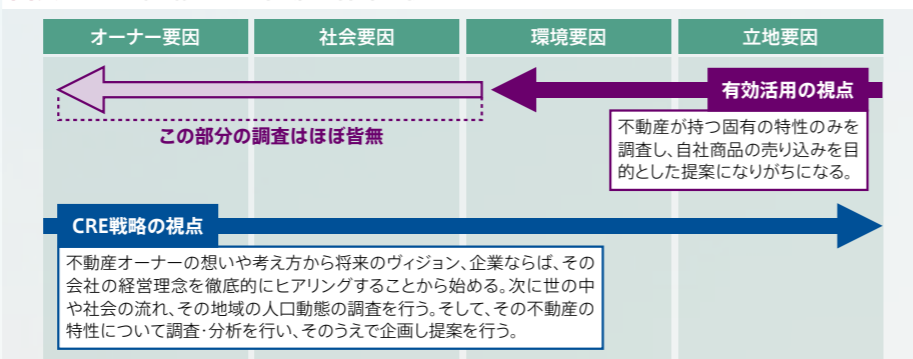 オーナー要因
社会要因
環境要因
立地要因
有効活用の視点
この部分の調査はほぼ皆無
不動産が持つ固有の特性のみを
調査し、自社商品の売り込みを目
的とした提案になりがちになる。
CRE戦略の視点
不動産オーナーの想いや考え方から将来のヴィジョン、企業ならば、その
会社の経営理念を徹底的にヒアリングすることから始める。次に世の中
や社会の流れ、その地域の人口動態の調査を行う。そして、その不動産の
特性について調査・分析を行い、そのうえで企画し提案を行う。